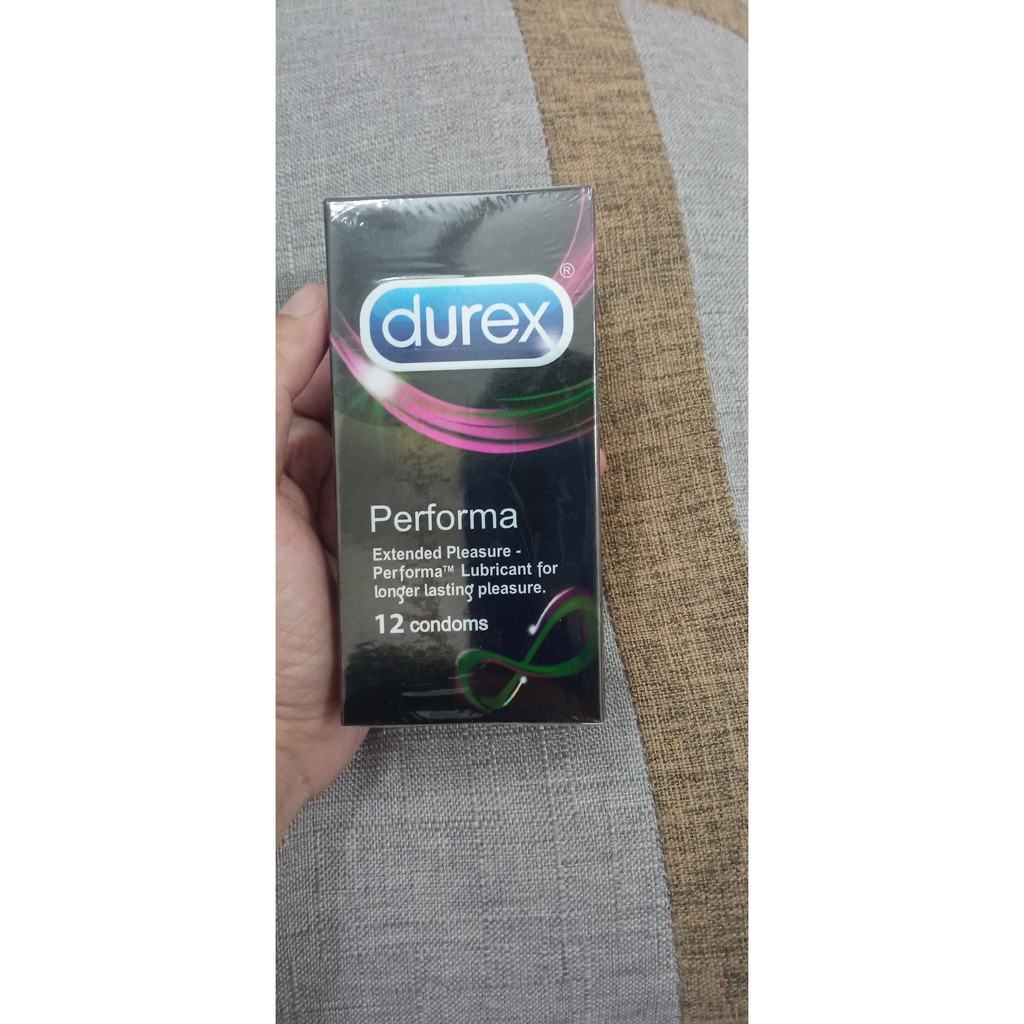 durex®
Performa
Extended Pleasure -
Performa™ Lubricant for
longer lasting pleasure.
12 condoms